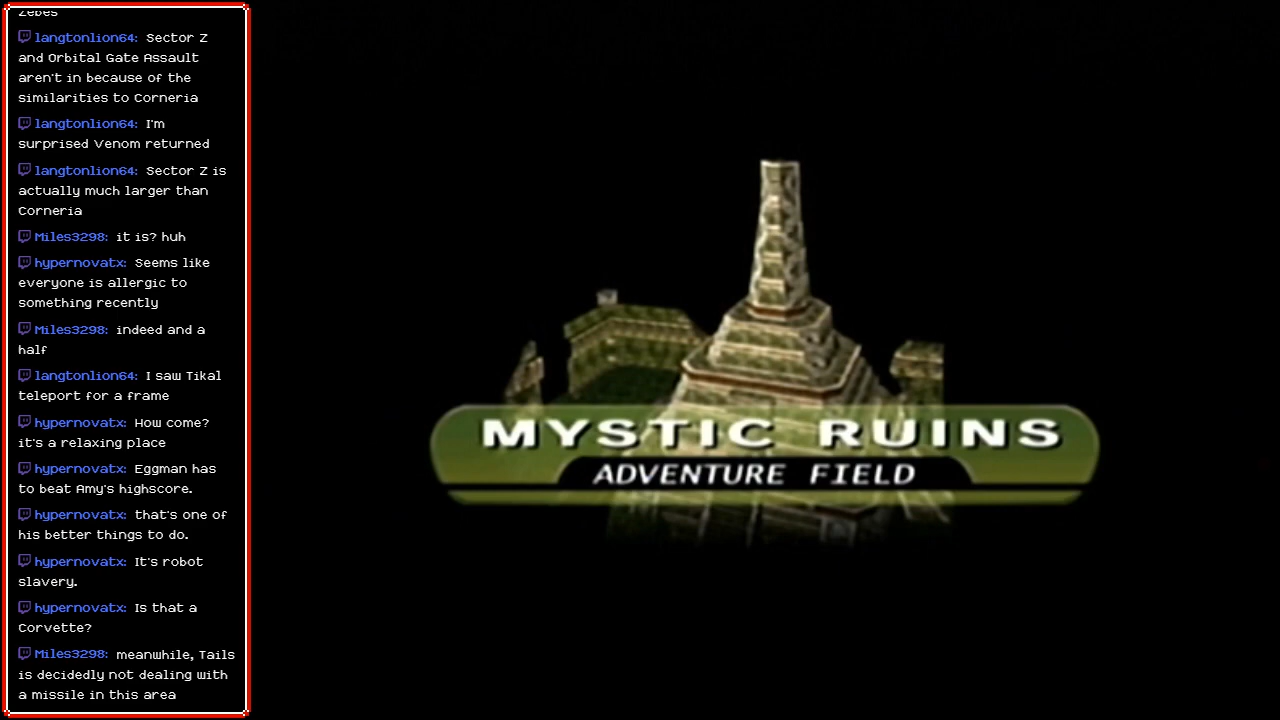 Zebes
langtonlion64: Sector Z
and Orbital Gate Assault
aren't in because of the
similarities to Corneria
langtonlion64: I'm
surprised Venom returned
langtonlion64: Sector Z is
actually much larger than
Corneria
Miles3298: it is? huh
hypernovatx: Seems like
everyone is allergic to
something recently
Miles3298: indeed and a
half
langtonlion64: I saw Tikal
teleport for a frame
hypernovatx: How come?
it's a relaxing place
hypernovatx: Eggman has
to beat Amy's highscore.
hypernovatx: that's one of
his better things to do.
hypernovatx: It's robot
slavery.
hypernovatx: Is that a
Corvette?
Miles3298: meanwhile, Tails
is decidedly not dealing with
a missile in this area
MYSTIC RUINS
ADVENTURE FIELD